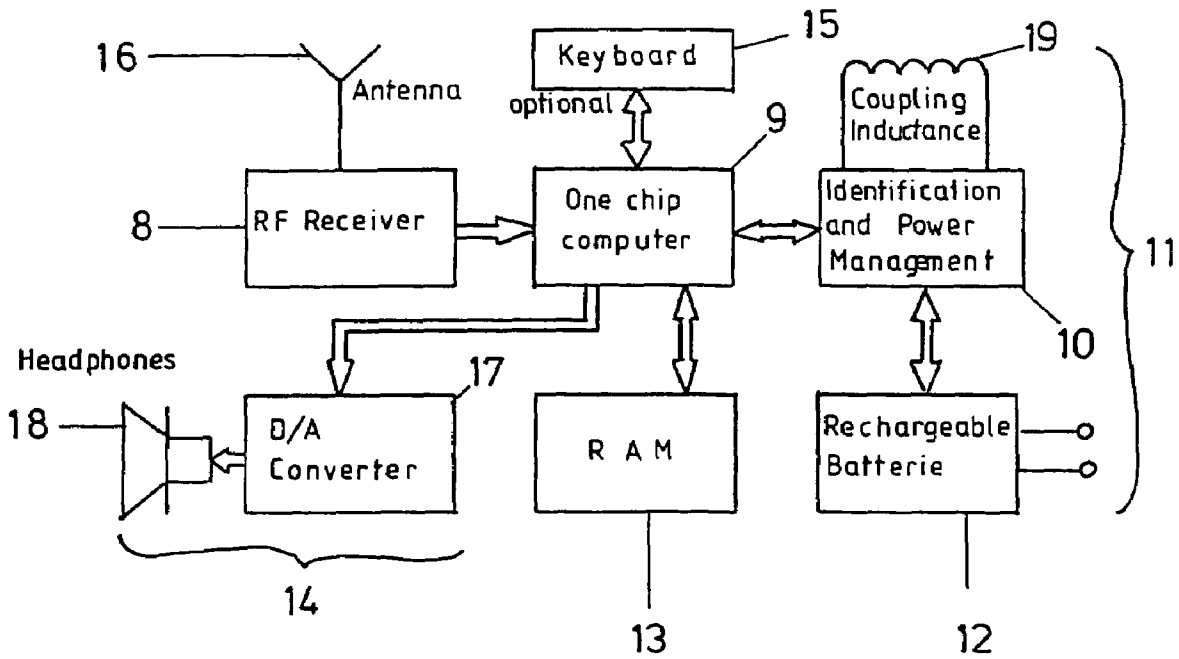 16
Antenna
Keyboard
15
optional
19
Coupling
Inductance
11
8
RF Receiver
One chip
computer
9
Identification
and Power
Management
10
Headphones
18
D/A
Converter
17
14
RAM
13
Rechargeable
Batterie
12